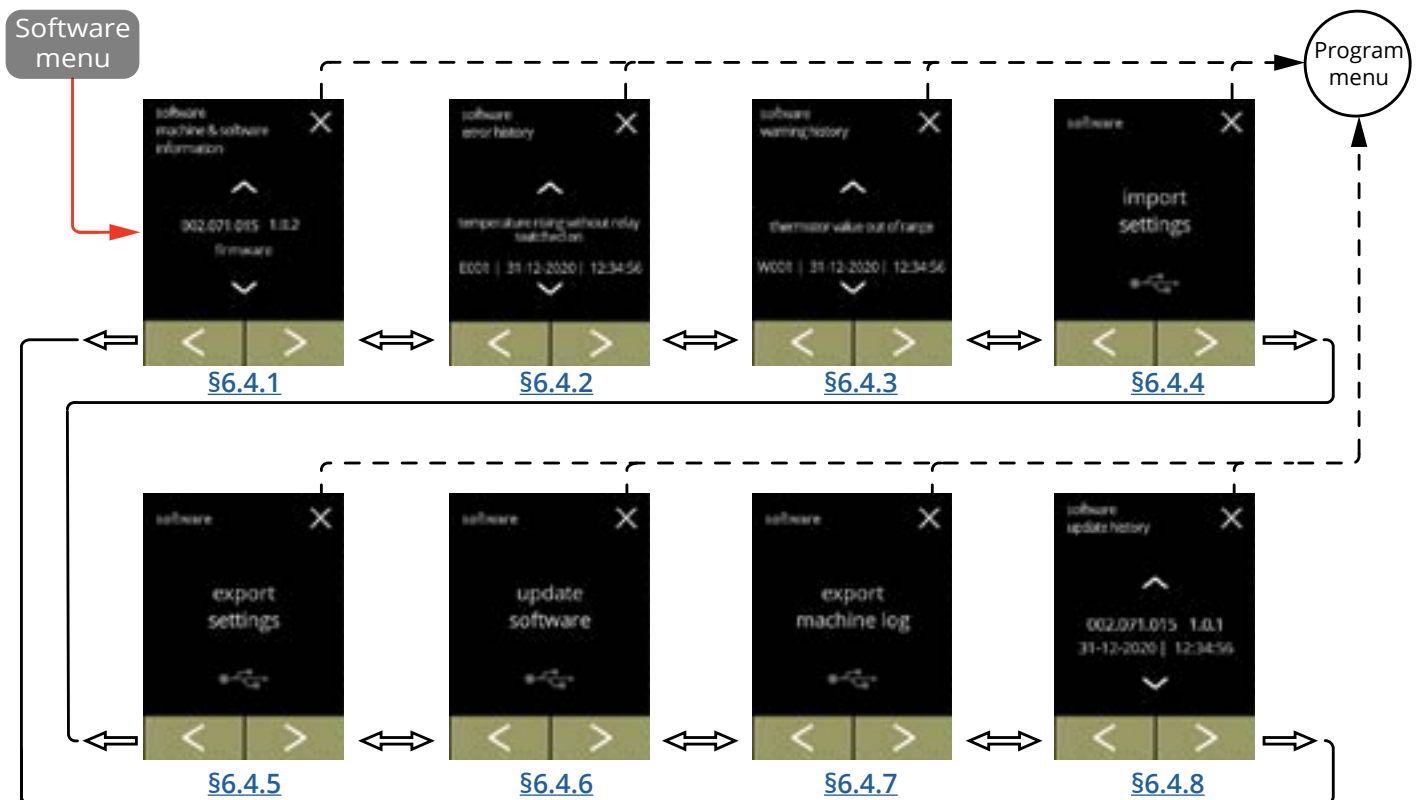 Software
menu
Program
menu
software
machine & software
information
002.071.015 1.0.2
firmware
software
error history
temperature rising without relay
switched on
E001 | 31-12-2020 | 12:34:56
software
warning history
thermistor value out of range
W001 | 31-12-2020 | 12:34:56
software
import
settings
§6.4.1
§6.4.2
§6.4.3
§6.4.4
software
export
settings
software
update
software
software
export
machine log
software
update history
002.071.015 1.0.1
31-12-2020 | 12:34:56
§6.4.5
§6.4.6
§6.4.7
§6.4.8